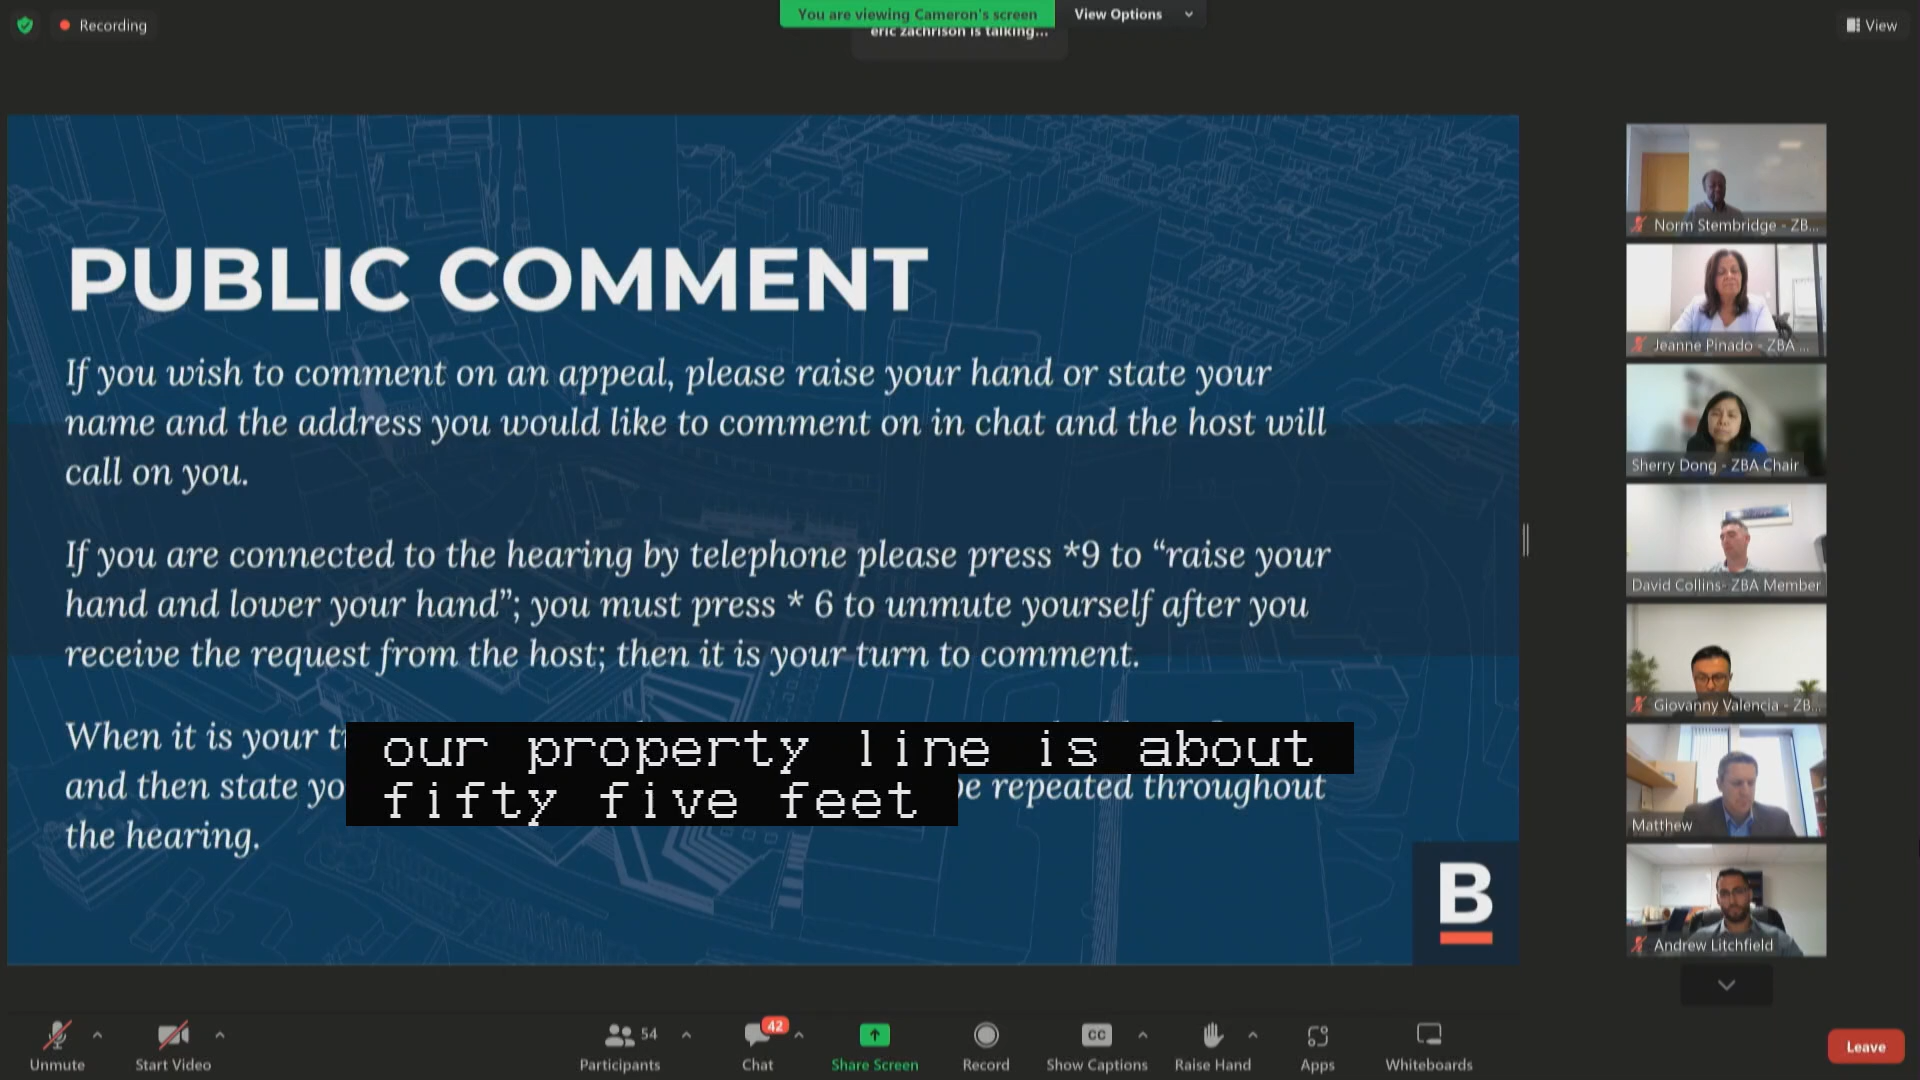 Recording
You are viewing Cameron's screen
View Options
eric zachrison is talking...
View
PUBLIC COMMENT
If you wish to comment on an appeal, please raise your hand or state your
name and the address you would like to comment on in chat and the host will
call on you.
If you are connected to the hearing by telephone please press *9 to “raise your
hand and lower your hand”; you must press * 6 to unmute yourself after you
receive the request from the host; then it is your turn to comment.
When it is your
and then state be repeated throughout
the hearing.
our property line is about
fifty five feet
B
Norm Stembridge - ZB...
Jeanne Pinado - ZBA ...
Sherry Dong - ZBA Chair
David Collins- ZBA Member
Giovanny Valencia - ZB...
Matthew
Andrew Litchfield
Unmute
Start Video
54
Participants
42
Chat
Share Screen
Record
CC
Show Captions
Raise Hand
Apps
Whiteboards
Leave